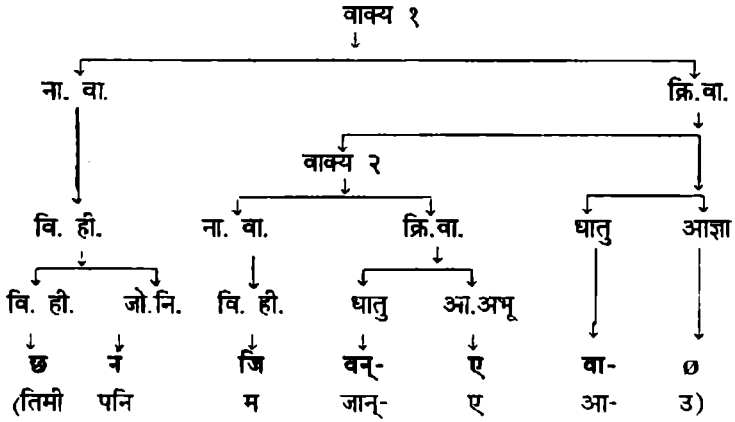 वाक्य १
ना. वा. क्रि.वा.
वाक्य २
वि. ही. ना. वा. क्रि.वा. धातु आज्ञा
वि. ही. जो.नि. वि. ही. धातु आ.अभू
छ नं जि वन्- ए वा- ø
(तिमी पनि म जान्- ए आ- उ)